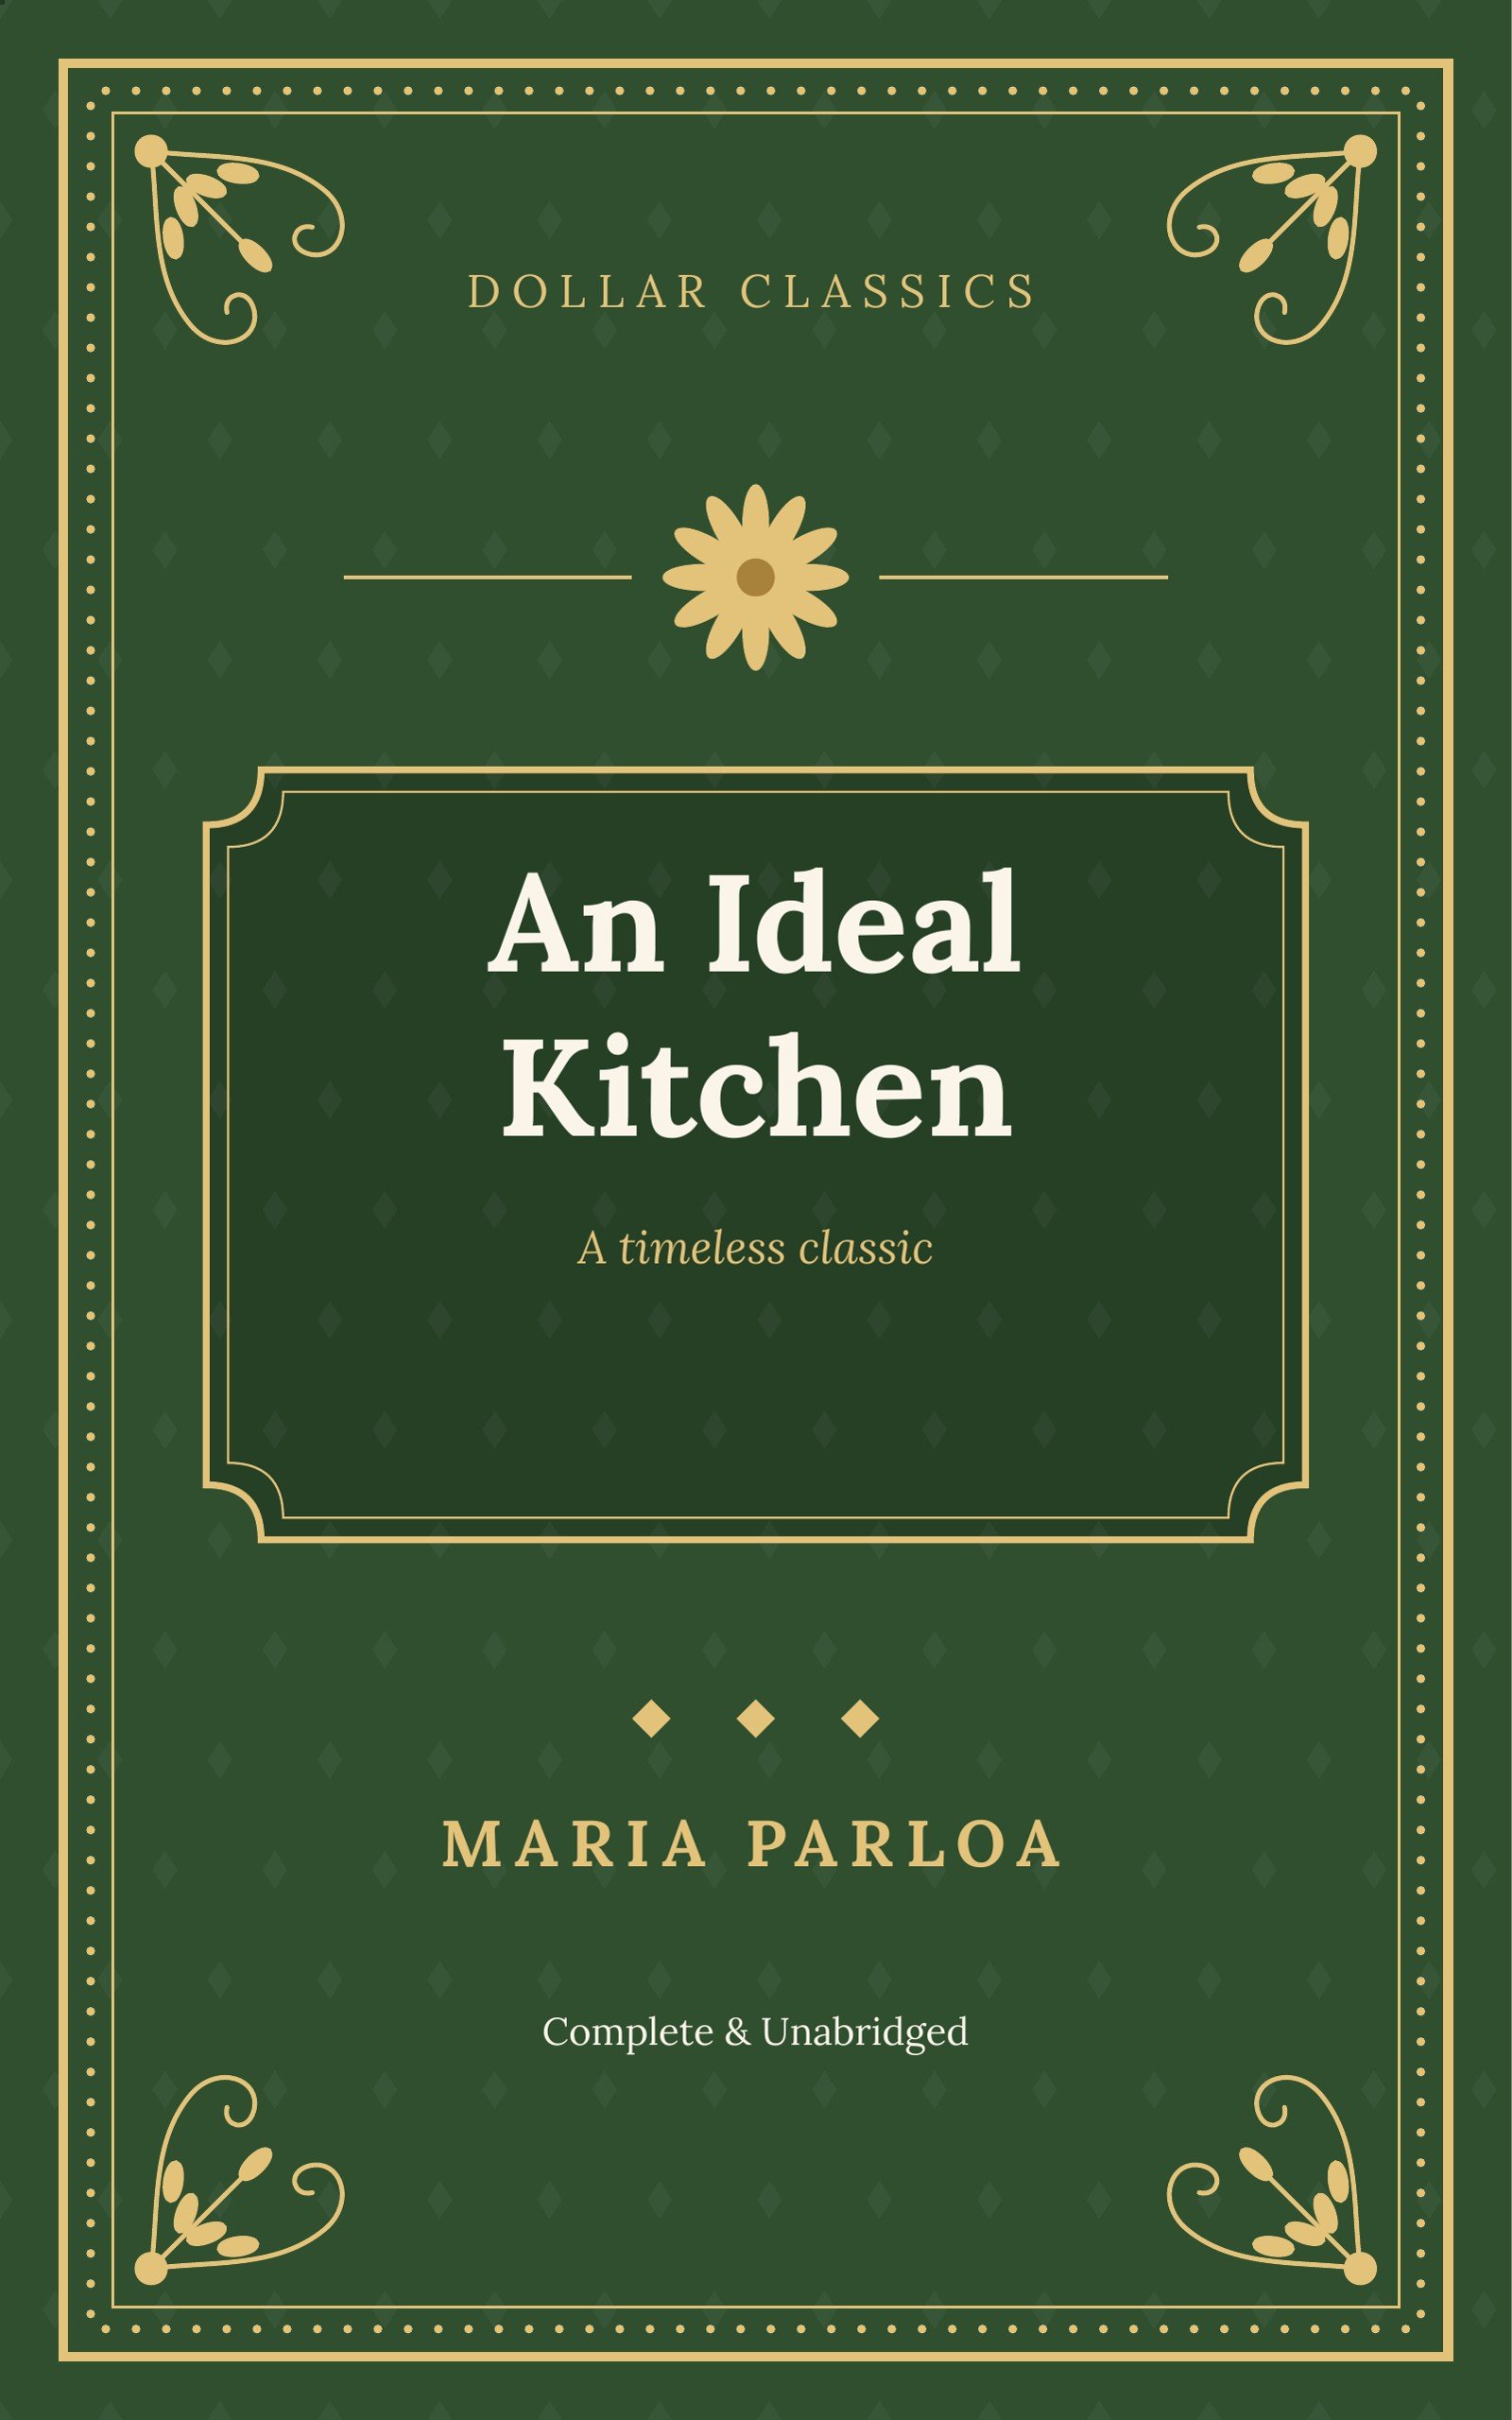 DOLLAR CLASSICS
An Ideal
Kitchen
A timeless classic
MARIA PARLOA
Complete & Unabridged